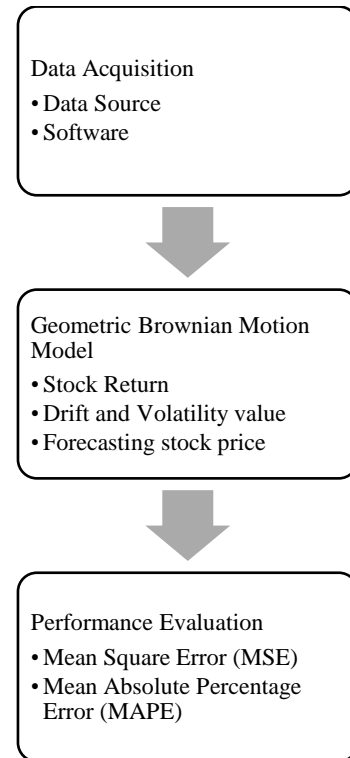 Data Acquisition
• Data Source
• Software
Geometric Brownian Motion
Model
• Stock Return
• Drift and Volatility value
• Forecasting stock price
Performance Evaluation
• Mean Square Error (MSE)
• Mean Absolute Percentage
Error (MAPE)